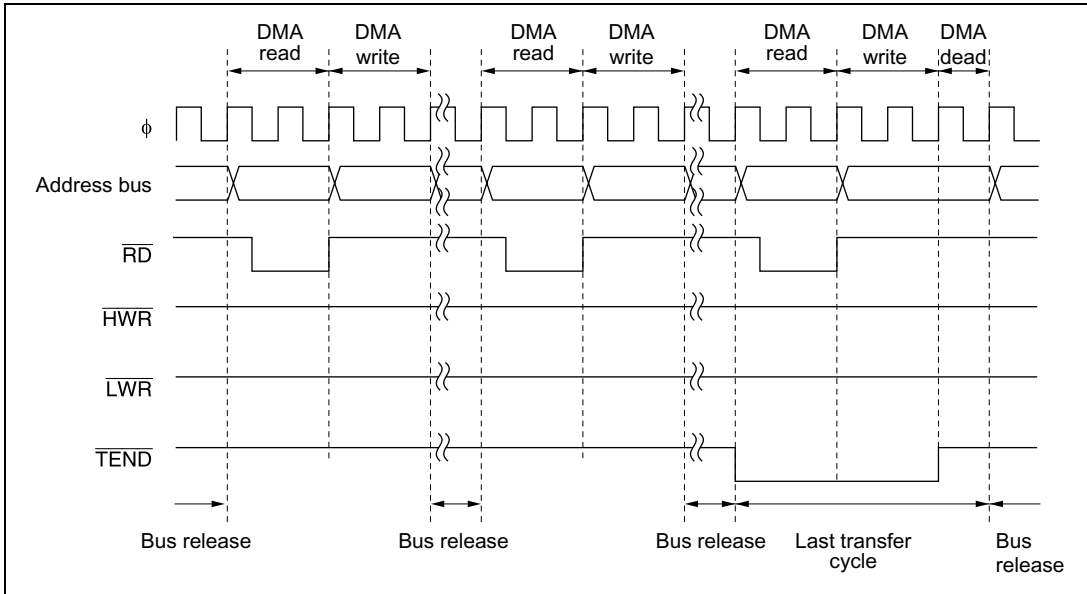 DMA read DMA write DMA read DMA write DMA read DMA write DMA dead
φ
Address bus
RD
HWR
LWR
TEND
Bus release Bus release Bus release Last transfer cycle Bus release